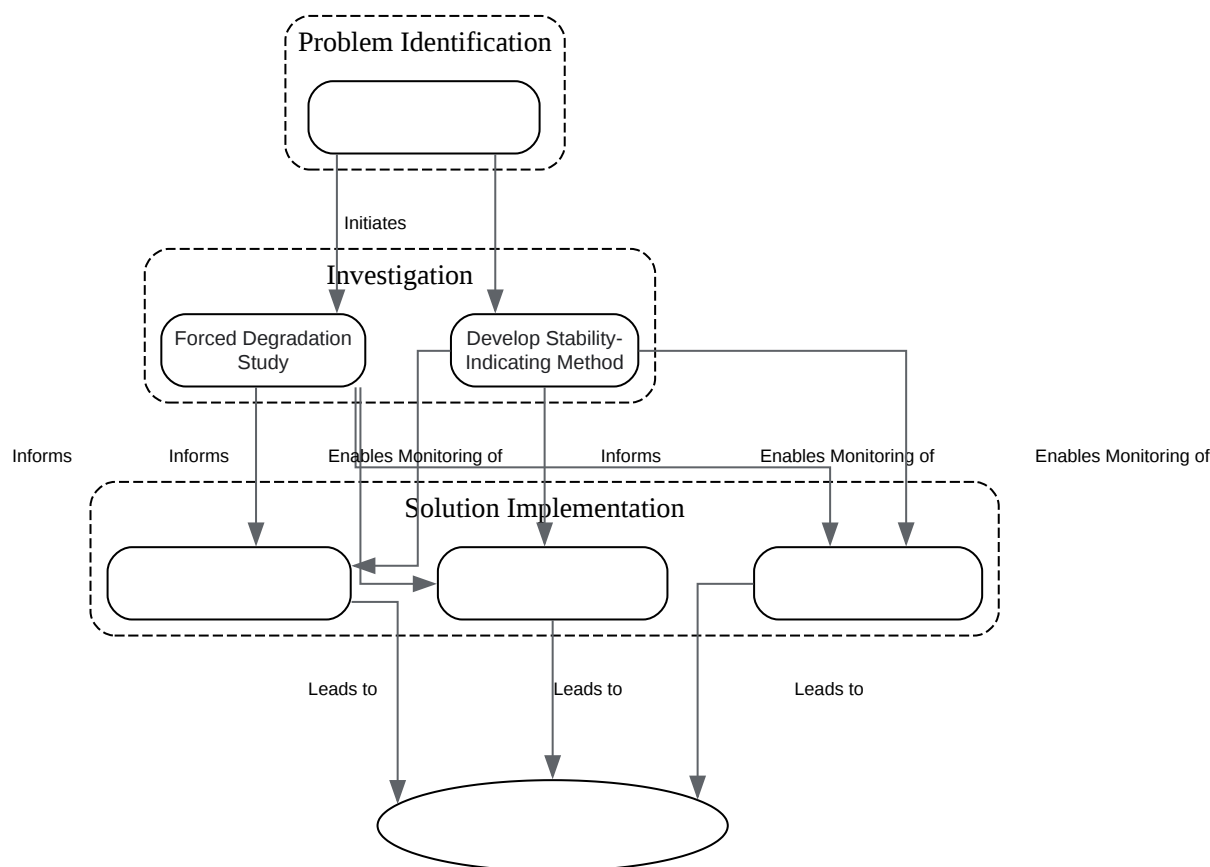 Problem Identification
Initiates
Investigation
Forced Degradation
Study
Develop Stability-
Indicating Method
Informs
Informs
Enables Monitoring of
Informs
Enables Monitoring of
Enables Monitoring of
Solution Implementation
Leads to
Leads to
Leads to